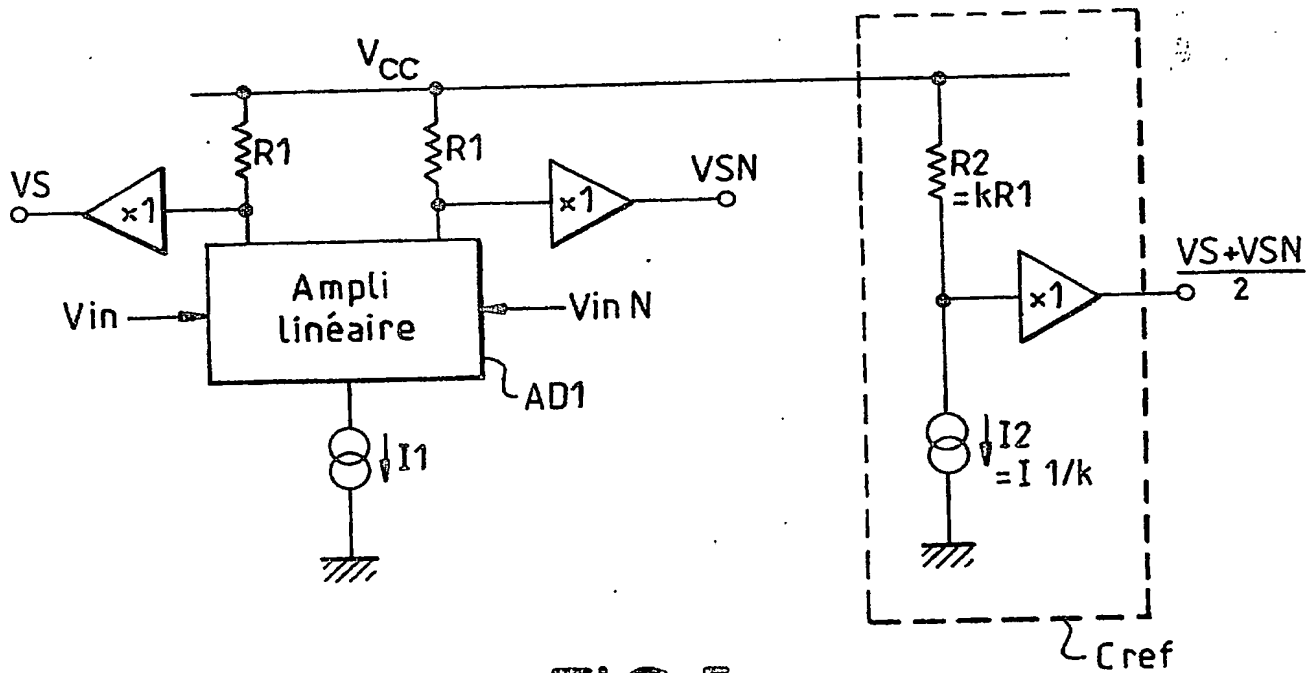 VCC
R1
R1
VS
×1
×1
VSN
R2
=kR1
Ampli
linéaire
Vin
Vin N
AD1
I1
×1
VS+VSN
2
I2
=I 1/k
Cref